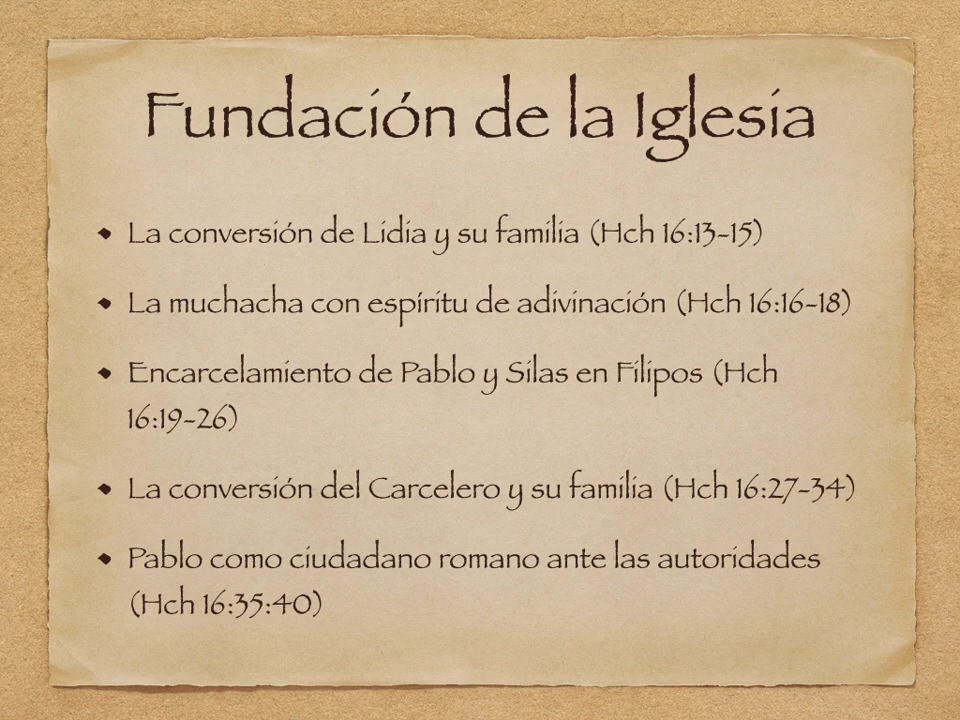 Fundación de la Iglesia
• La conversión de Lidia y su familia (Hch 16:13-15)
• La muchacha con espíritu de adivinación (Hch 16:16-18)
• Encarcelamiento de Pablo y Silas en Filipos (Hch
16:19-26)
• La conversión del Carcelero y su familia (Hch 16:27-34)
• Pablo como ciudadano romano ante las autoridades
(Hch 16:35:40)